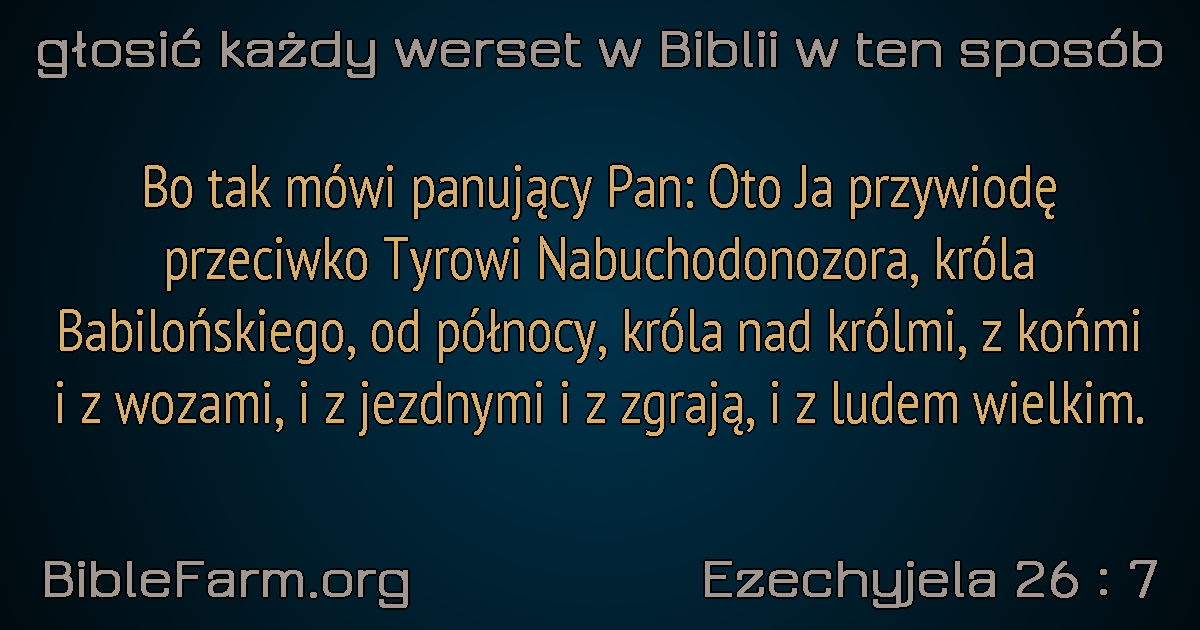 głosić każdy werset w Biblii w ten sposób
Bo tak mówi panujący Pan: Oto Ja przywiodę
przeciwko Tyrowi Nabuchodonozora, króla
Babilońskiego, od północy, króla nad królmi, z końmi
i z wozami, i z jezdnymi i z zgrają, i z ludem wielkim.
BibleFarm.org
Ezechyjela 26 : 7